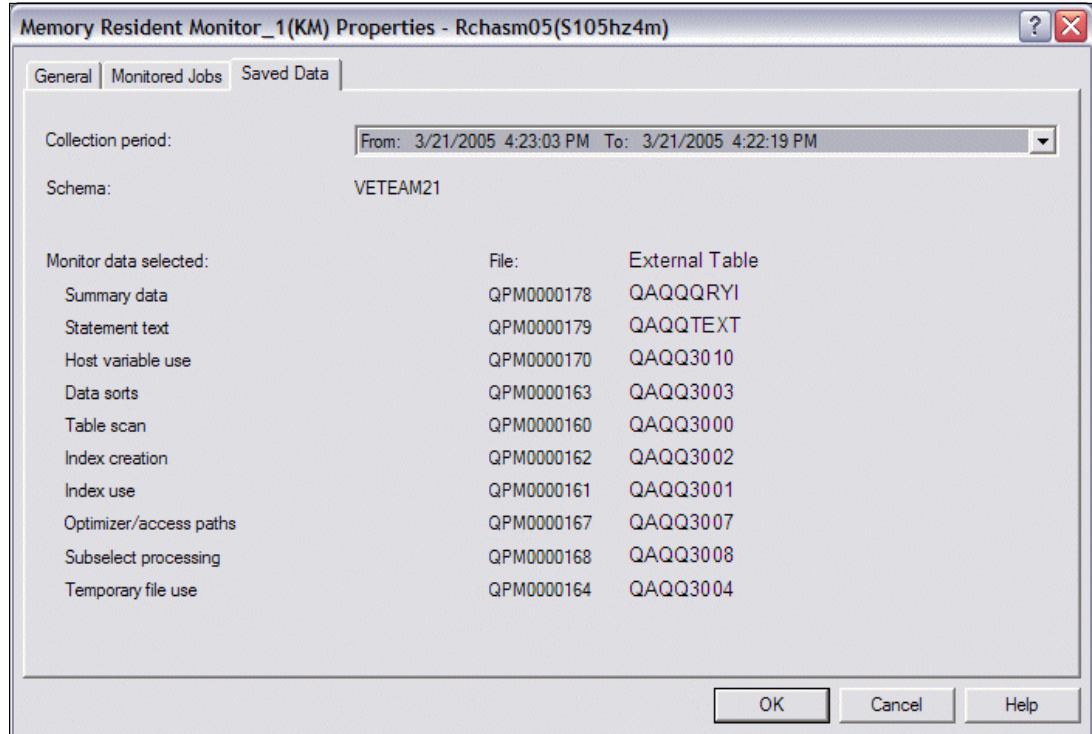 Memory Resident Monitor_1(KM) Properties - Rchasm05(S105hz4m)
General Monitored Jobs Saved Data
Collection period: From: 3/21/2005 4:23:03 PM To: 3/21/2005 4:22:19 PM
Schema: VETEAM21
Monitor data selected: File: External Table
Summary data QPM0000178 QAQQQRYI
Statement text QPM0000179 QAQQTEXT
Host variable use QPM0000170 QAQQ3010
Data sorts QPM0000163 QAQQ3003
Table scan QPM0000160 QAQQ3000
Index creation QPM0000162 QAQQ3002
Index use QPM0000161 QAQQ3001
Optimizer/access paths QPM0000167 QAQQ3007
Subselect processing QPM0000168 QAQQ3008
Temporary file use QPM0000164 QAQQ3004
OK Cancel Help